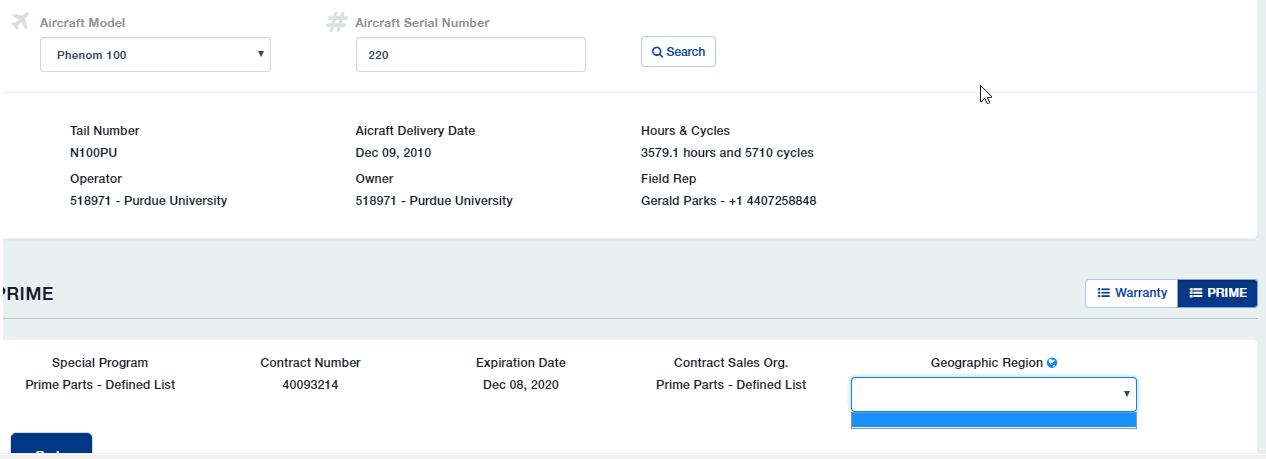 Aircraft Model
Aircraft Serial Number
Phenom 100
220
Search
Tail Number
Aicraft Delivery Date
Hours & Cycles
N100PU
Dec 09, 2010
3579.1 hours and 5710 cycles
Operator
Owner
Field Rep
518971 - Purdue University
518971 - Purdue University
Gerald Parks - +1 4407258848
PRIME
Warranty
PRIME
Special Program
Contract Number
Expiration Date
Contract Sales Org.
Geographic Region
Prime Parts - Defined List
40093214
Dec 08, 2020
Prime Parts - Defined List